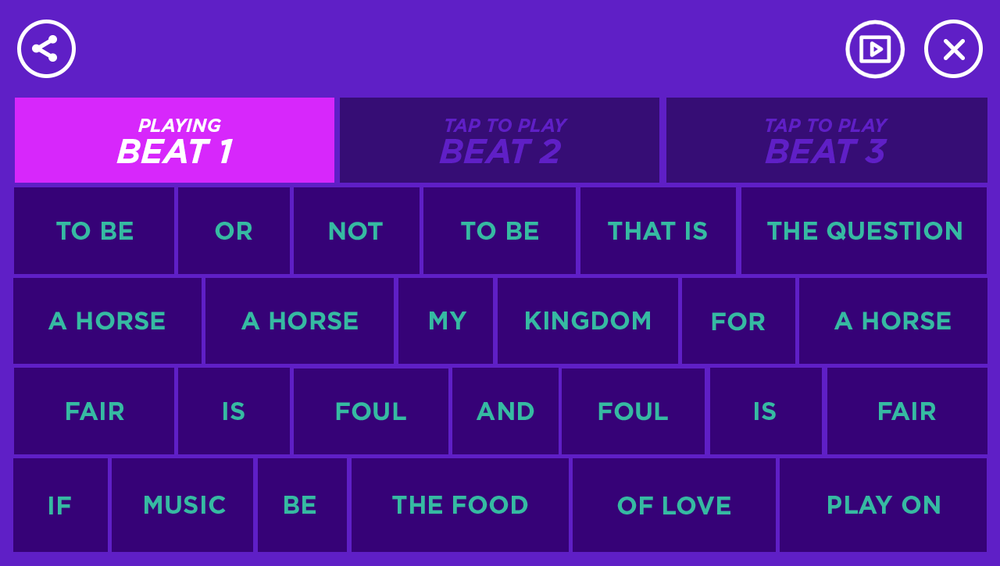 PLAYING TAP TO PLAY TAP TO PLAY
BEAT 1 BEAT 2 BEAT 3
TO BE OR NOT TO BE THAT IS THE QUESTION
A HORSE A HORSE MY KINGDOM FOR A HORSE
FAIR IS FOUL AND FOUL IS FAIR
IF MUSIC BE THE FOOD OF LOVE PLAY ON